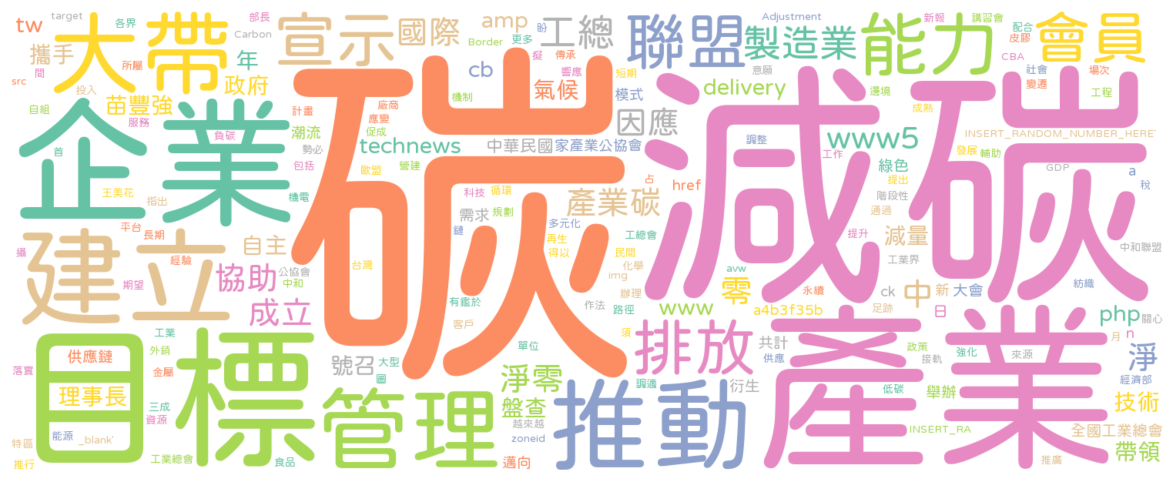 tw
target
各界
部長
Carbon
大帶
宣示
國際
amp
盼
Border
更多
擬
傳承
響應
工總
Adjustment
聯盟
製造業
能力
新報
講習會
皮膠
配合
CBA
會員
攜手
年
間
所屬
src
投入
政府
苗豐強
cb
機制
氣候
短期
模式
delivery
意願
邊境
社會
變遷
場次
成熟
工程
企業
碳
減碳
自組
服務
負碳
計畫
廠商
應變
潮流
促成
勢必
包括
technews
歐盟
營建
中華民國
家產業公協會
因應
www5
調整
工作
綠色
INSERT_RANDOM_NUMBER_HERE'
發展
輔助
提出
GDP
a
稅
首
王美花
指出
機電
科技
循環
占
href
產業碳
階段性
通過
建立
平台
長期
攝
經驗
期望
自主
公協會
中和
協助
成立
台灣
需求
規劃
鏈
多元化
再生
得以
工總會
民間
化學
img
提升
減量
工業界
中和聯盟
紡織
有鑑於
作法
辦理
路徑
客戶
須
www
avw
零
永續
a4b3f35b
ck
足跡
中
新
日
大會
php
關心
月
n
目標
工業
外銷
供應鏈
落實
金屬
理事長
三成
資源
能源
_blank'
特區
推行
工業總會
食品
管理
號召
大型
圖
單位
淨零
盤查
越來越
zoneid
邁向
調適
推動
排放
共計
供應
衍生
產業
政策
接軌
強化
來源
低碳
舉辦
INSERT_RA
推廣
淨
經濟部
技術
全國工業總會
帶領